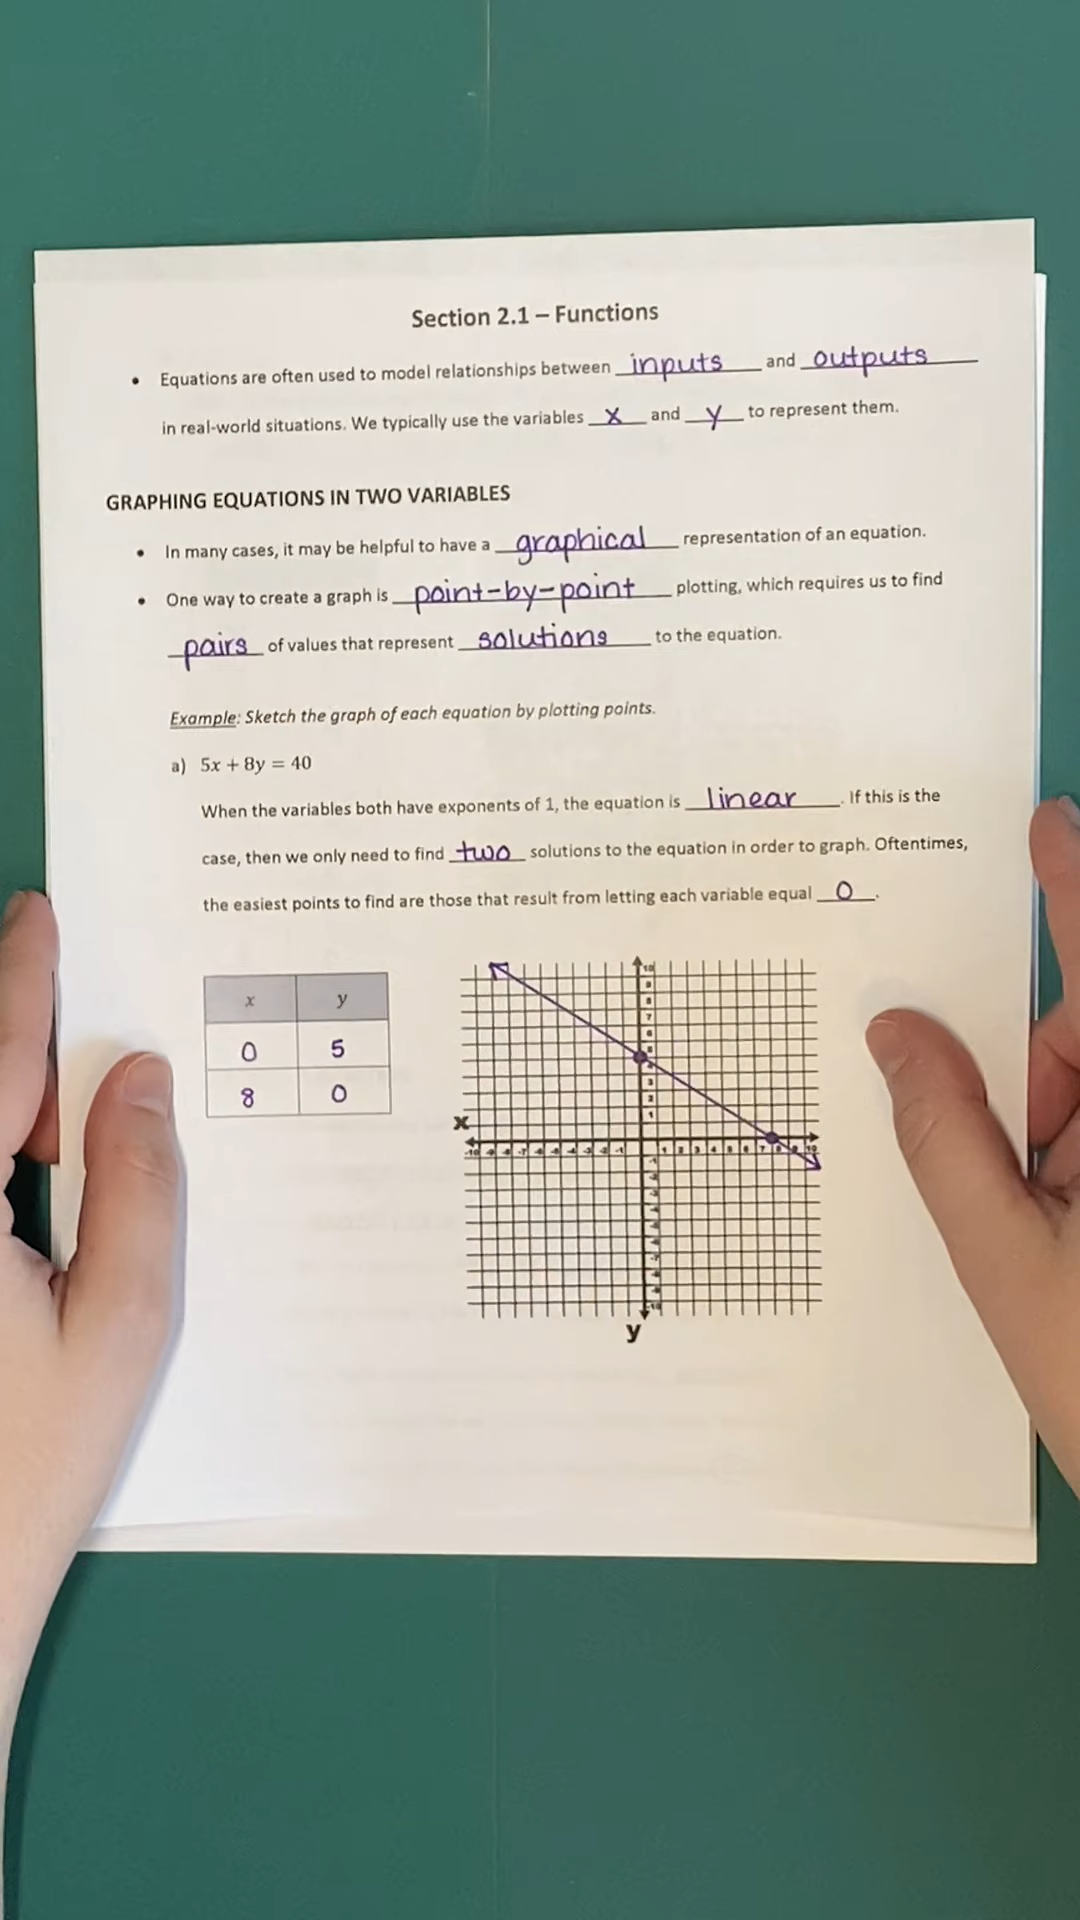 Section 2.1 – Functions
• Equations are often used to model relationships between inputs and outputs
in real-world situations. We typically use the variables x and y to represent them.
GRAPHING EQUATIONS IN TWO VARIABLES
• In many cases, it may be helpful to have a graphical representation of an equation.
• One way to create a graph is point-by-point plotting, which requires us to find
pairs of values that represent solutions to the equation.
Example: Sketch the graph of each equation by plotting points.
a) 5x + 8y = 40
When the variables both have exponents of 1, the equation is linear. If this is the
case, then we only need to find two solutions to the equation in order to graph. Oftentimes,
the easiest points to find are those that result from letting each variable equal 0.
x y
0 5
8 0
x
y